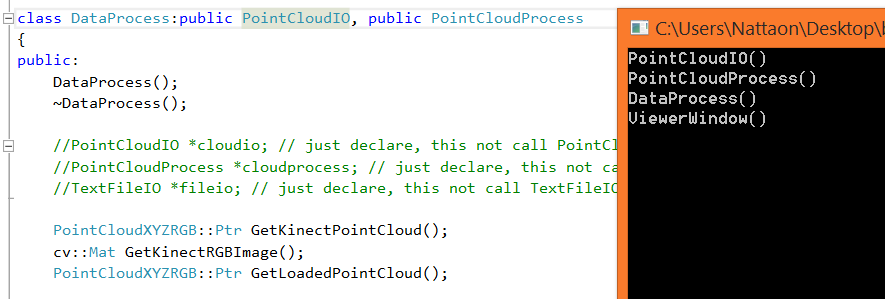 class DataProcess:public PointCloudIO, public PointCloudProcess
{
public:
DataProcess();
~DataProcess();
//PointCloudIO *cloudio; // just declare, this not call PointCl
//PointCloudProcess *cloudprocess; // just declare, this not ca
//TextFileIO *fileio; // just declare, this not call TextFileIO
PointCloudXYZRGB::Ptr GetKinectPointCloud();
cv::Mat GetKinectRGBImage();
PointCloudXYZRGB::Ptr GetLoadedPointCloud();
C:\Users\Nattaon\Desktop\b
PointCloudIO()
PointCloudProcess()
DataProcess()
ViewerWindow()